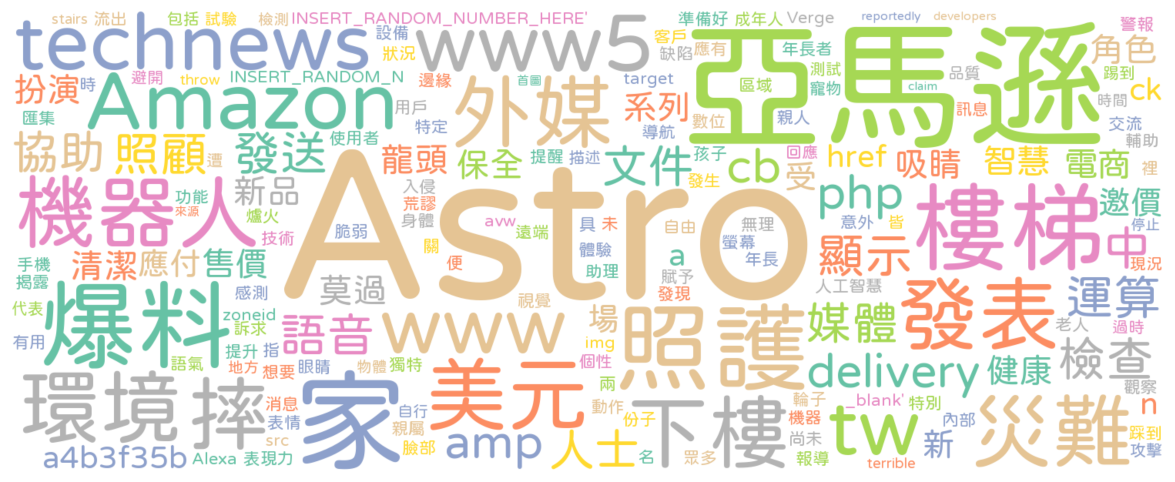 stairs 流出 包括 試驗 檢測 INSERT_RANDOM_NUMBER_HERE' 準備好 成年人 Verge reportedly developers
technews 設備 www5 客戶 缺陷 應有 亞馬遜 年長者 角色 警報
狀況 避開 時 throw INSERT_RANDOM_N 首圖 邊緣 target 區域 測試 寵物 claim 品質 踢到
扮演 Amazon 用戶 外媒 系列 數位 親人 訊息 時間 ck
匯集 特定 導航 交流
協助 照顧 澶 發送 使用者 龍頭 保全 提醒 描述 文件 孩子 發生 cb 回應 受 href 吸睛 智慧 電商 輔助 裡
機器人 功能 來源 新品 爐火 技術 入侵 荒謬 身體 脆弱 Astro avw 遠端 具 未 自由 無理 php 意外 皆 樓梯 邀價 停止
手機 揭露 清潔 應付 售價 關 便 體驗 助理 a 賦予 發現 螢幕 年長 人工智慧 顯示 中 現況
代表 爆料 感測 莫過 視覺 zoneid 訴求 語音 www 場 照護 媒體 發表 運算
有用 語氣 提升 指 地方 想要 眼睛 物體 獨特 img 個性 老人 過時
環境 摔 家 美元 兩 delivery 健康 檢查 觀察
消息 表情 src 自行 親屬 臉部 動作 份子 下樓 輪子 機器 _blank' 特別 內部 災難 n
a4b3f35b Alexa 表現力 amp 人士 名 眾多 尚未 報導 tw terrible 新 踩到 攻擊